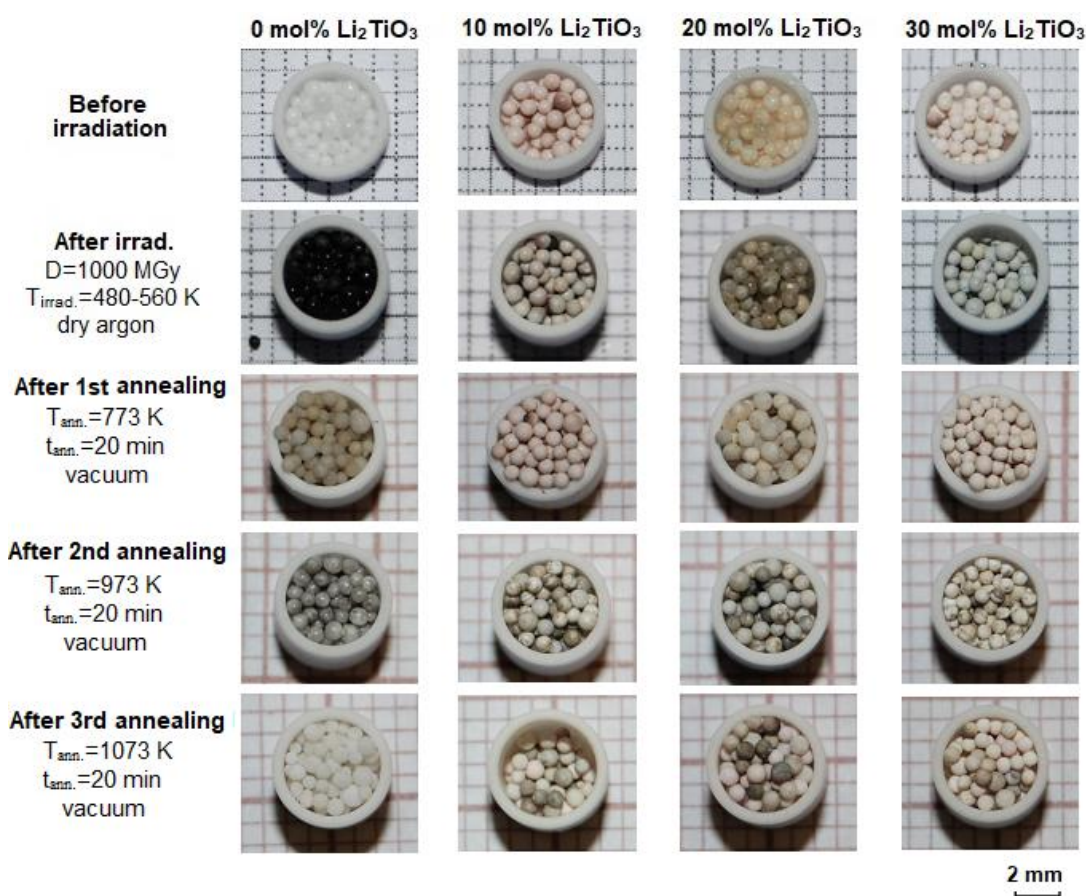 0 mol% Li₂TiO₃ 10 mol% Li₂TiO₃ 20 mol% Li₂TiO₃ 30 mol% Li₂TiO₃
Before
irradiation
After irrad.
D=1000 MGy
Tirrad.=480-560 K
dry argon
After 1st annealing
Tann.=773 K
tann.=20 min
vacuum
After 2nd annealing
Tann.=973 K
tann.=20 min
vacuum
After 3rd annealing
Tann.=1073 K
tann.=20 min
vacuum
2 mm